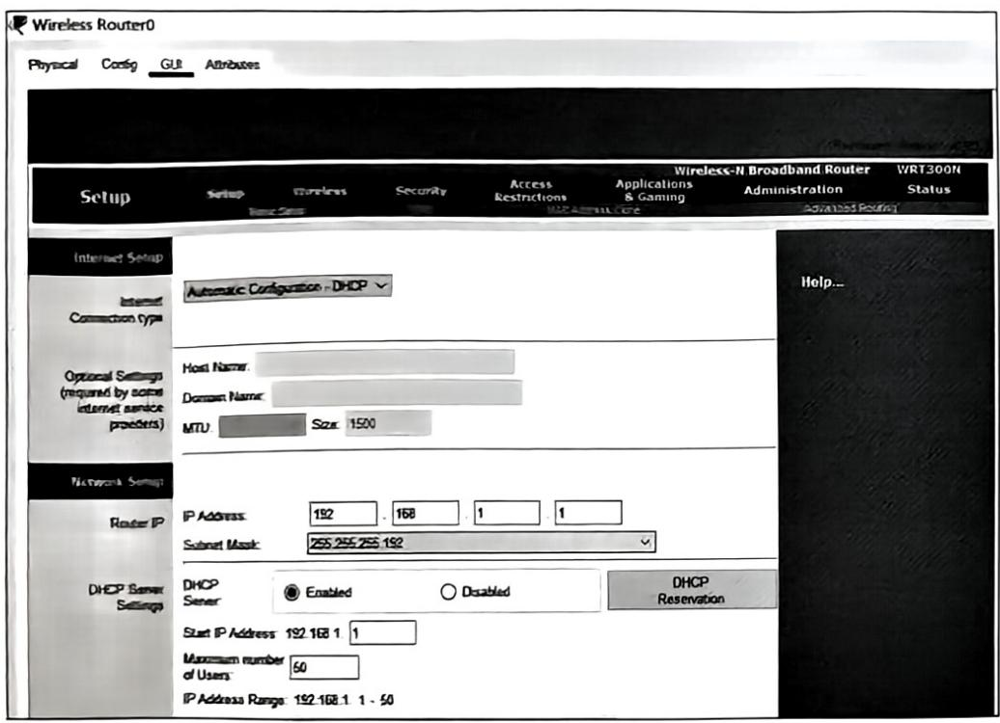 Wireless Router0
Physical Config GUI Attributes
Wireless-N Broadband Router WRT300N
Setup Setup Wireless Security Access Restrictions Applications & Gaming Administration Status
Basic Setup MAC Address Clone Advanced Routing
Internet Setup
Internet Connection type
Automatic Configuration - DHCP
Help...
Optional Settings (required by some internet service providers)
Host Name:
Domain Name:
MTU: Size: 1500
Network Setup
Router IP
IP Address: 192 . 168 . 1 . 1
Subnet Mask: 255.255.255.192
DHCP Server Settings
DHCP Server: Enabled Disabled DHCP Reservation
Start IP Address: 192.168.1. 1
Maximum number of Users: 50
IP Address Range: 192.168.1. 1 - 50